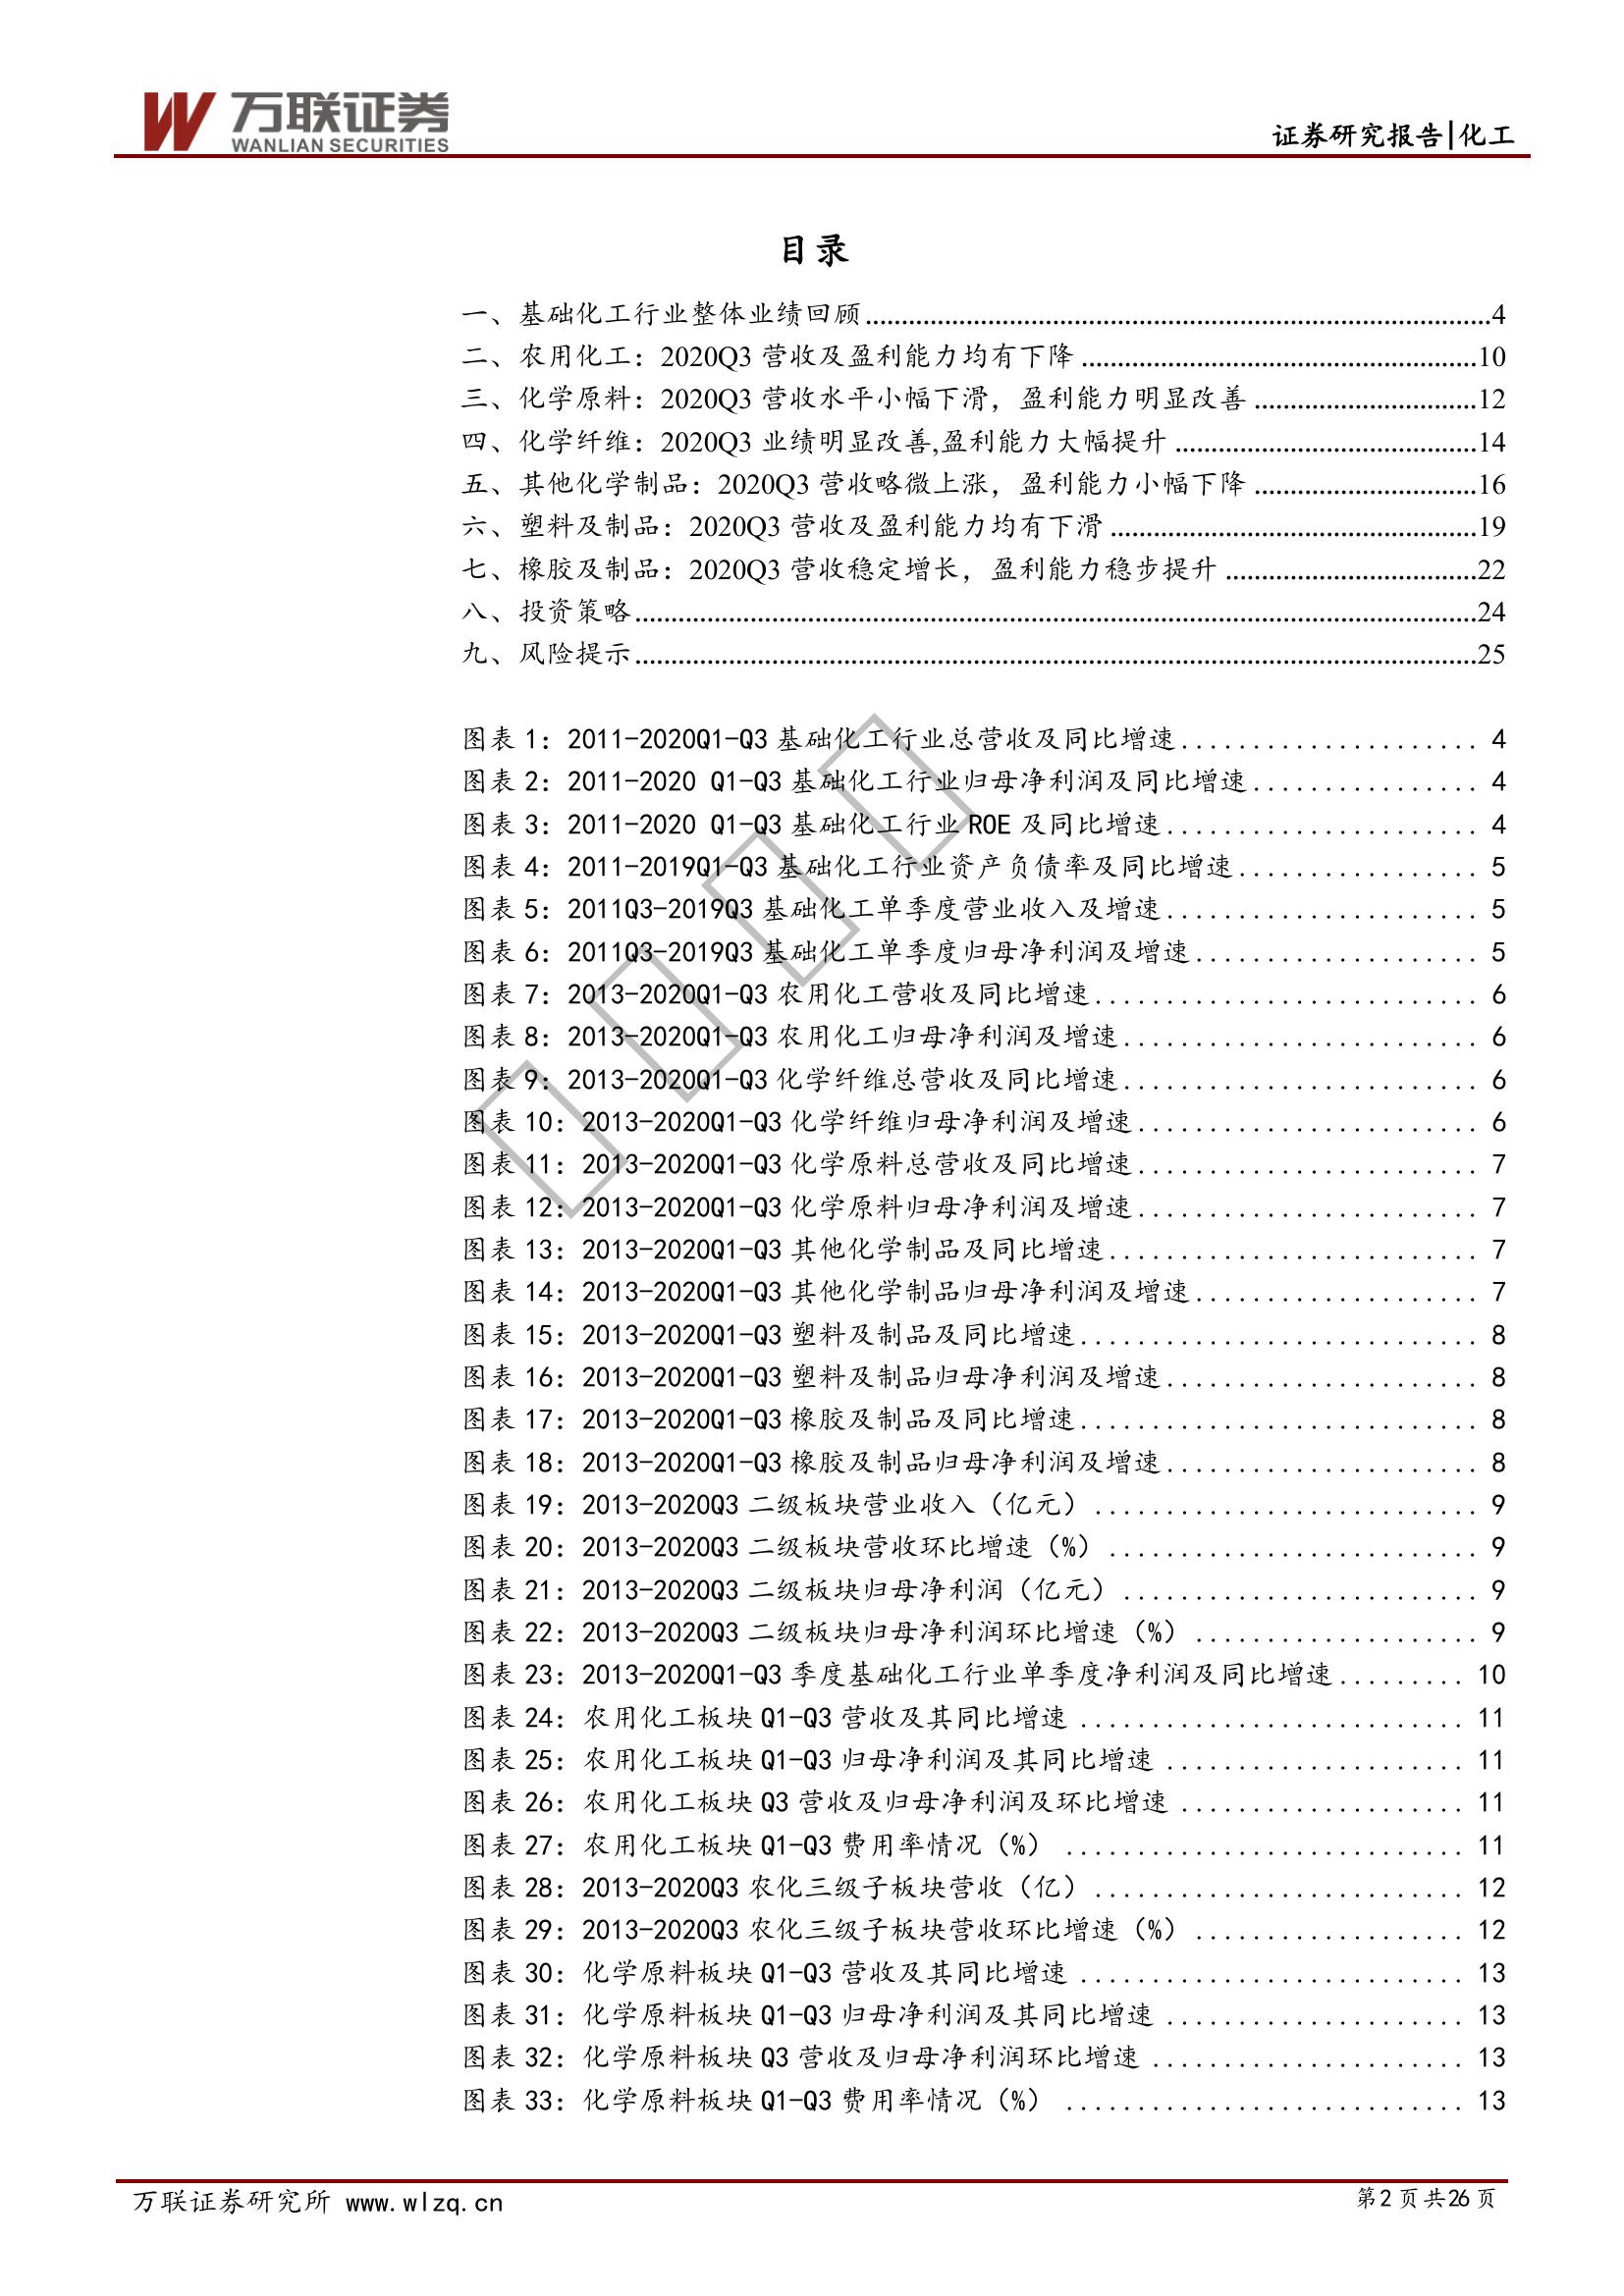 万联证券
WANLIAN SECURITIES
证券研究报告|化工
目录
一、基础化工行业整体业绩回顾........................................4
二、农用化工：2020Q3 营收及盈利能力均有下降........................................10
三、化学原料：2020Q3 营收水平小幅下滑，盈利能力明显改善........................................12
四、化学纤维：2020Q3 业绩明显改善,盈利能力大幅提升........................................14
五、其他化学制品：2020Q3 营收略微上涨，盈利能力小幅下降........................................16
六、塑料及制品：2020Q3 营收及盈利能力均有下滑........................................19
七、橡胶及制品：2020Q3 营收稳定增长，盈利能力稳步提升........................................22
八、投资策略........................................24
九、风险提示........................................25
图表 1：2011-2020Q1-Q3 基础化工行业总营收及同比增速..................... 4
图表 2：2011-2020 Q1-Q3 基础化工行业归母净利润及同比增速................ 4
图表 3：2011-2020 Q1-Q3 基础化工行业 ROE 及同比增速...................... 4
图表 4：2011-2019Q1-Q3 基础化工行业资产负债率及同比增速................. 5
图表 5：2011Q3-2019Q3 基础化工单季度营业收入及增速...................... 5
图表 6：2011Q3-2019Q3 基础化工单季度归母净利润及增速.................... 5
图表 7：2013-2020Q1-Q3 农用化工营收及同比增速........................... 6
图表 8：2013-2020Q1-Q3 农用化工归母净利润及增速......................... 6
图表 9：2013-2020Q1-Q3 化学纤维总营收及同比增速......................... 6
图表 10：2013-2020Q1-Q3 化学纤维归母净利润及增速........................ 6
图表 11：2013-2020Q1-Q3 化学原料总营收及同比增速........................ 7
图表 12：2013-2020Q1-Q3 化学原料归母净利润及增速........................ 7
图表 13：2013-2020Q1-Q3 其他化学制品及同比增速.......................... 7
图表 14：2013-2020Q1-Q3 其他化学制品归母净利润及增速.................... 7
图表 15：2013-2020Q1-Q3 塑料及制品及同比增速............................ 8
图表 16：2013-2020Q1-Q3 塑料及制品归母净利润及增速...................... 8
图表 17：2013-2020Q1-Q3 橡胶及制品及同比增速............................ 8
图表 18：2013-2020Q1-Q3 橡胶及制品归母净利润及增速...................... 8
图表 19：2013-2020Q3 二级板块营业收入（亿元）........................... 9
图表 20：2013-2020Q3 二级板块营收环比增速（%）.......................... 9
图表 21：2013-2020Q3 二级板块归母净利润（亿元）......................... 9
图表 22：2013-2020Q3 二级板块归母净利润环比增速（%）.................... 9
图表 23：2013-2020Q1-Q3 季度基础化工行业单季度净利润及同比增速......... 10
图表 24：农用化工板块 Q1-Q3 营收及其同比增速........................... 11
图表 25：农用化工板块 Q1-Q3 归母净利润及其同比增速..................... 11
图表 26：农用化工板块 Q3 营收及归母净利润及环比增速.................... 11
图表 27：农用化工板块 Q1-Q3 费用率情况（%）............................ 11
图表 28：2013-2020Q3 农化三级子板块营收（亿）.......................... 12
图表 29：2013-2020Q3 农化三级子板块营收环比增速（%）................... 12
图表 30：化学原料板块 Q1-Q3 营收及其同比增速........................... 13
图表 31：化学原料板块 Q1-Q3 归母净利润及其同比增速..................... 13
图表 32：化学原料板块 Q3 营收及归母净利润环比增速...................... 13
图表 33：化学原料板块 Q1-Q3 费用率情况（%）............................ 13
万联证券研究所 www.wlzq.cn
第 2 页 共 26 页